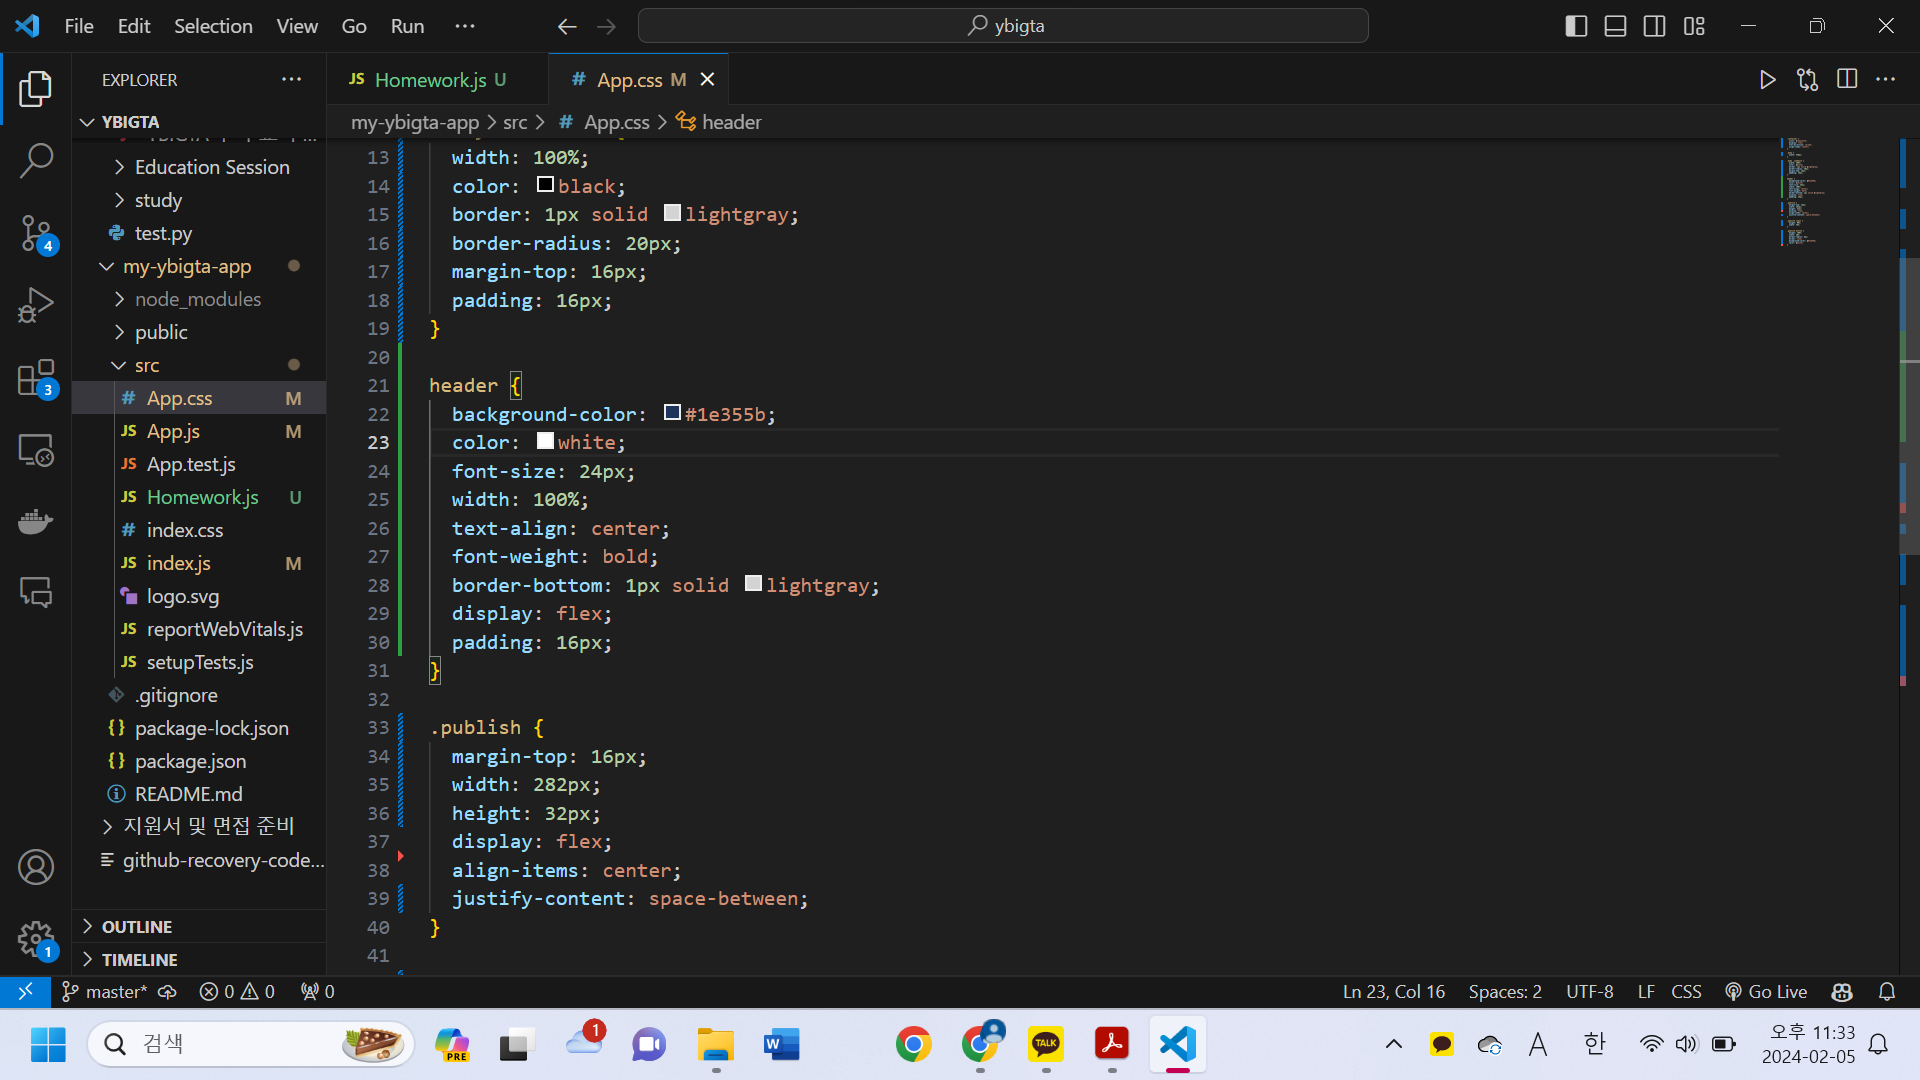 File Edit Selection View Go Run ···
ybigta
EXPLORER
YBIGTA
Education Session
study
test.py
my-ybigta-app
node_modules
public
src
# App.css M
JS App.js M
JS App.test.js
JS Homework.js U
# index.css
JS index.js M
logo.svg
JS reportWebVitals.js
JS setupTests.js
.gitignore
{} package-lock.json
{} package.json
README.md
지원서 및 면접 준비
github-recovery-code...
OUTLINE
TIMELINE
4
3
1
JS Homework.js U
# App.css M
my-ybigta-app > src > # App.css > header
13 width: 100%;
14 color: black;
15 border: 1px solid lightgray;
16 border-radius: 20px;
17 margin-top: 16px;
18 padding: 16px;
19 }
20
21 header {
22 background-color: #1e355b;
23 color: white;
24 font-size: 24px;
25 width: 100%;
26 text-align: center;
27 font-weight: bold;
28 border-bottom: 1px solid lightgray;
29 display: flex;
30 padding: 16px;
31 }
32
33 .publish {
34 margin-top: 16px;
35 width: 282px;
36 height: 32px;
37 display: flex;
38 align-items: center;
39 justify-content: space-between;
40 }
41
master* 0 0 0
Ln 23, Col 16 Spaces: 2 UTF-8 LF CSS Go Live
검색
PRE
1
W
TALK
A 한
오후 11:33
2024-02-05